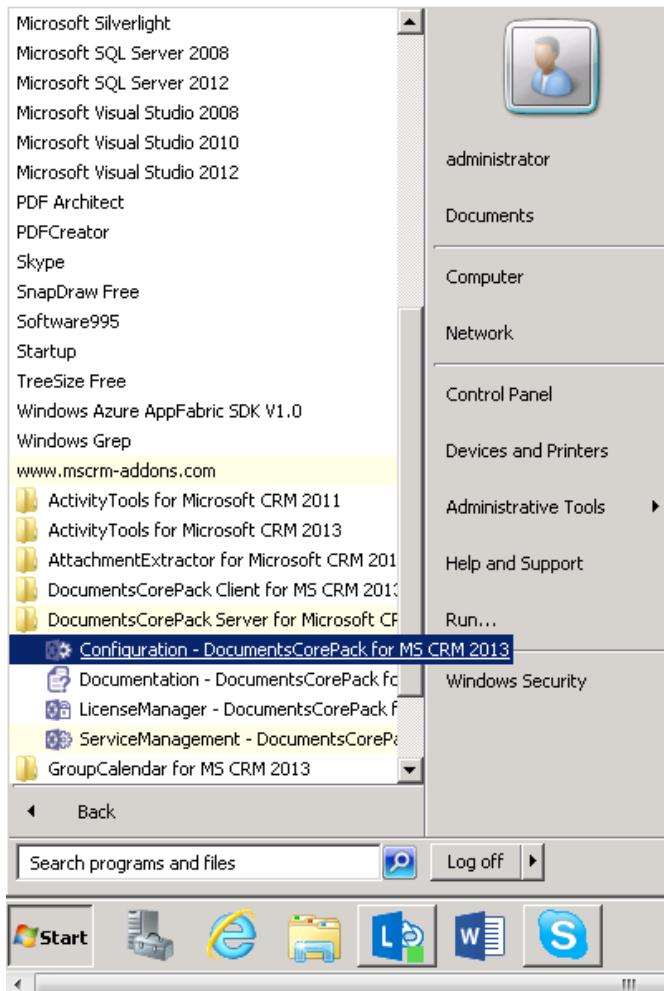 Microsoft Silverlight
Microsoft SQL Server 2008
Microsoft SQL Server 2012
Microsoft Visual Studio 2008
Microsoft Visual Studio 2010
Microsoft Visual Studio 2012
PDF Architect
PDFCreator
Skype
SnapDraw Free
Software995
Startup
TreeSize Free
Windows Azure AppFabric SDK V1.0
Windows Grep
www.mscrm-addons.com
ActivityTools for Microsoft CRM 2011
ActivityTools for Microsoft CRM 2013
AttachmentExtractor for Microsoft CRM 201
DocumentsCorePack Client for MS CRM 2013
DocumentsCorePack Server for Microsoft CR
Configuration - DocumentsCorePack for MS CRM 2013
Documentation - DocumentsCorePack fo
LicenseManager - DocumentsCorePack f
ServiceManagement - DocumentsCorePa
GroupCalendar for MS CRM 2013
Back
Search programs and files
administrator
Documents
Computer
Network
Control Panel
Devices and Printers
Administrative Tools
Help and Support
Run...
Windows Security
Log off
Start